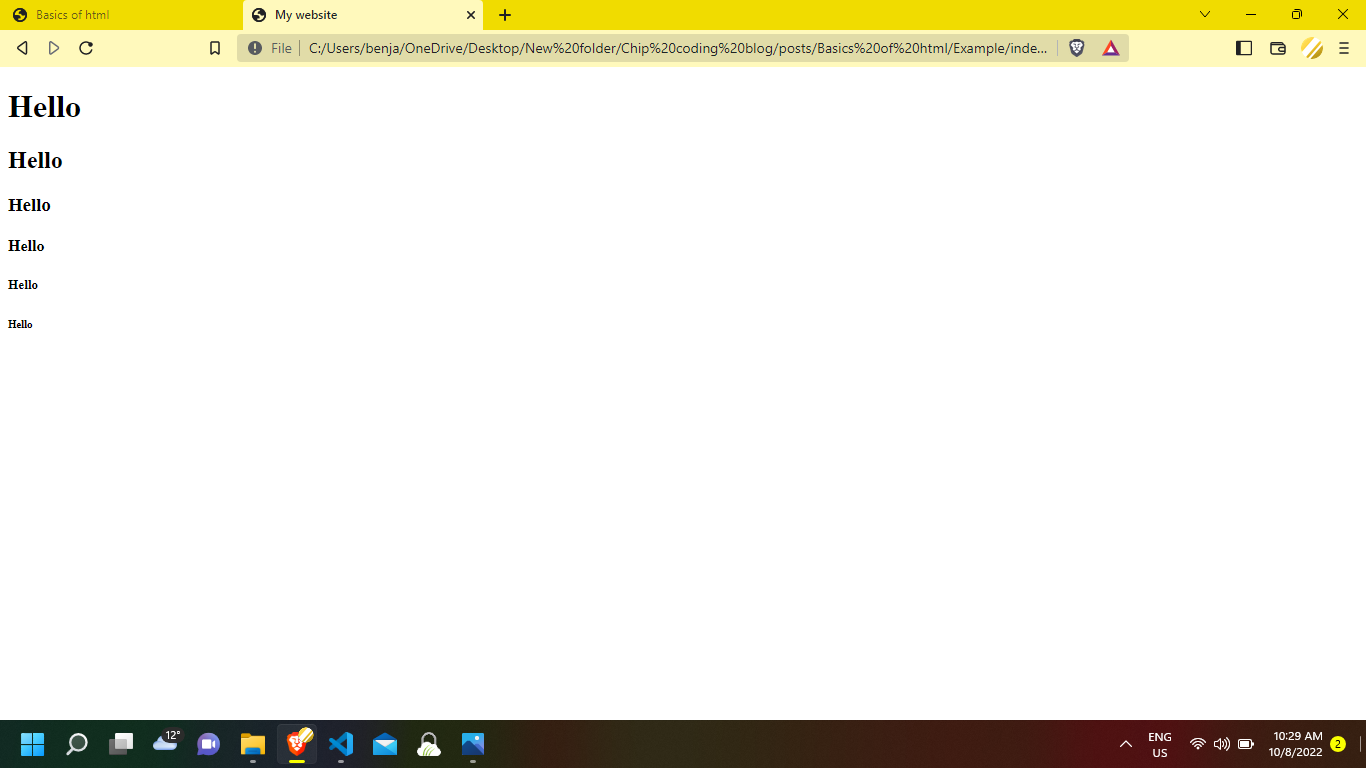 Basics of html
My website
File
C:/Users/benja/OneDrive/Desktop/New%20folder/Chip%20coding%20blog/posts/Basics%20of%20html/Example/inde...
Hello
Hello
Hello
Hello
Hello
Hello
12°
ENG
US
10:29 AM
10/8/2022
2